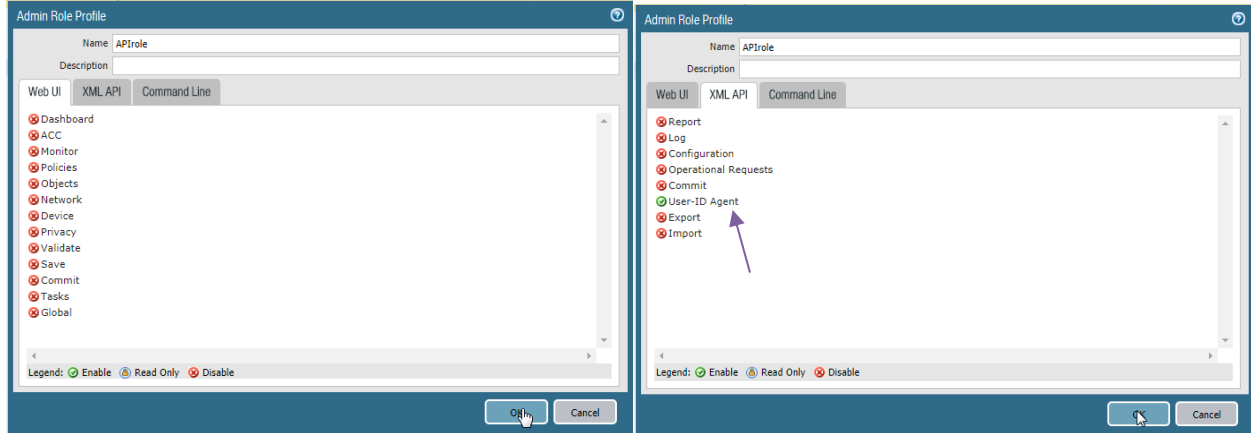 Admin Role Profile
Name APIrole
Description
Web UI XML API Command Line
Dashboard
ACC
Monitor
Policies
Objects
Network
Device
Privacy
Validate
Save
Commit
Tasks
Global
Legend: Enable Read Only Disable
Cancel
Admin Role Profile
Name APIrole
Description
Web UI XML API Command Line
Report
Log
Configuration
Operational Requests
Commit
User-ID Agent
Export
Import
Legend: Enable Read Only Disable
Cancel